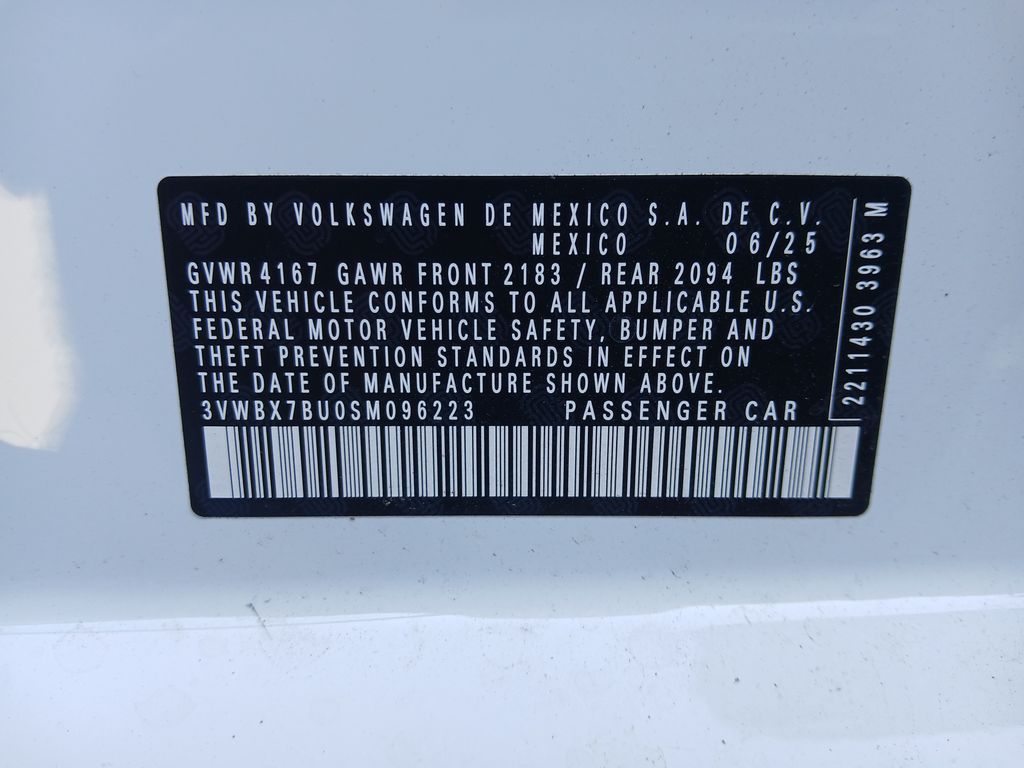 MFD BY VOLKSWAGEN DE MEXICO S.A. DE C.V.
MEXICO 06/25
GVWR 4167 GAWR FRONT 2183 / REAR 2094 LBS
THIS VEHICLE CONFORMS TO ALL APPLICABLE U.S.
FEDERAL MOTOR VEHICLE SAFETY, BUMPER AND
THEFT PREVENTION STANDARDS IN EFFECT ON
THE DATE OF MANUFACTURE SHOWN ABOVE.
3VWBX7BU0SM096223 PASSENGER CAR
2211430 3963 M